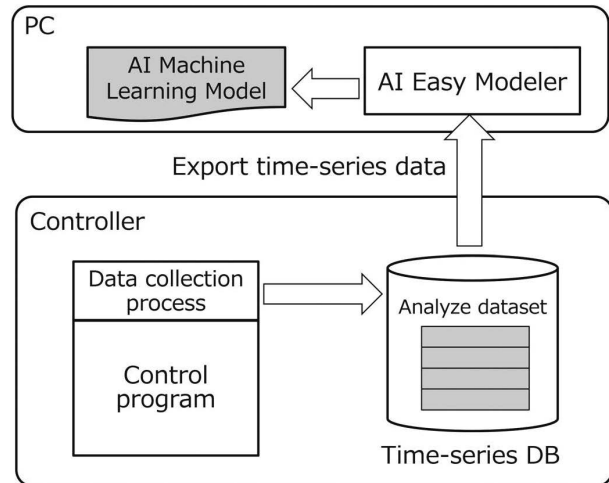 PC
AI Machine
Learning Model
AI Easy Modeler
Export time-series data
Controller
Data collection
process
Control
program
Analyze dataset
Time-series DB